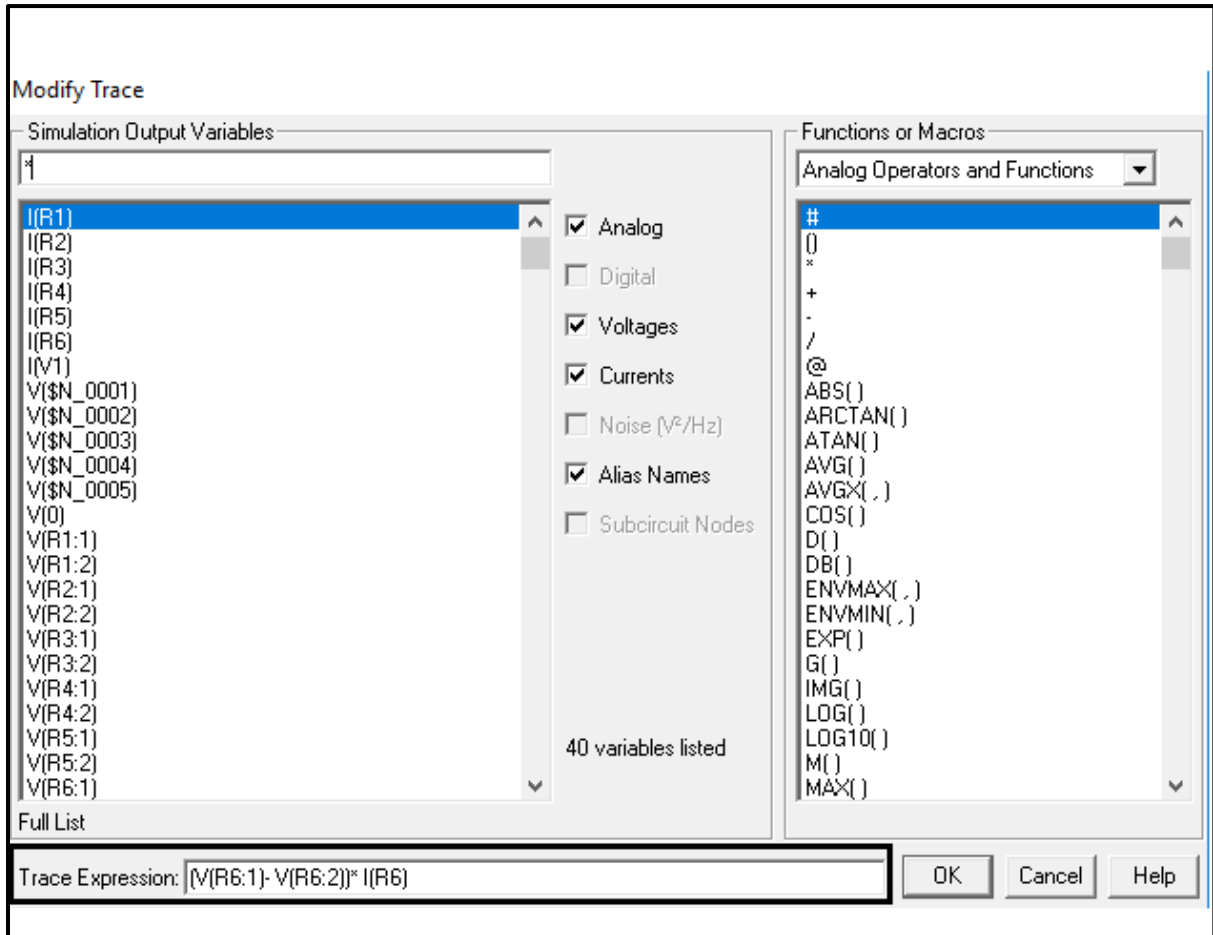 Modify Trace
Simulation Output Variables
*
I(R1)
I(R2)
I(R3)
I(R4)
I(R5)
I(R6)
I(V1)
V($N_0001)
V($N_0002)
V($N_0003)
V($N_0004)
V($N_0005)
V(0)
V(R1:1)
V(R1:2)
V(R2:1)
V(R2:2)
V(R3:1)
V(R3:2)
V(R4:1)
V(R4:2)
V(R5:1)
V(R5:2)
V(R6:1)
Full List
Analog
Digital
Voltages
Currents
Noise (V²/Hz)
Alias Names
Subcircuit Nodes
40 variables listed
Functions or Macros
Analog Operators and Functions
#
()
*
+
-
/
@
ABS( )
ARCTAN( )
ATAN( )
AVG( )
AVGX( , )
COS( )
D( )
DB( )
ENVMAX( , )
ENVMIN( , )
EXP( )
G( )
IMG( )
LOG( )
LOG10( )
M( )
MAX( )
Trace Expression: (V(R6:1)- V(R6:2))* I(R6)
OK
Cancel
Help